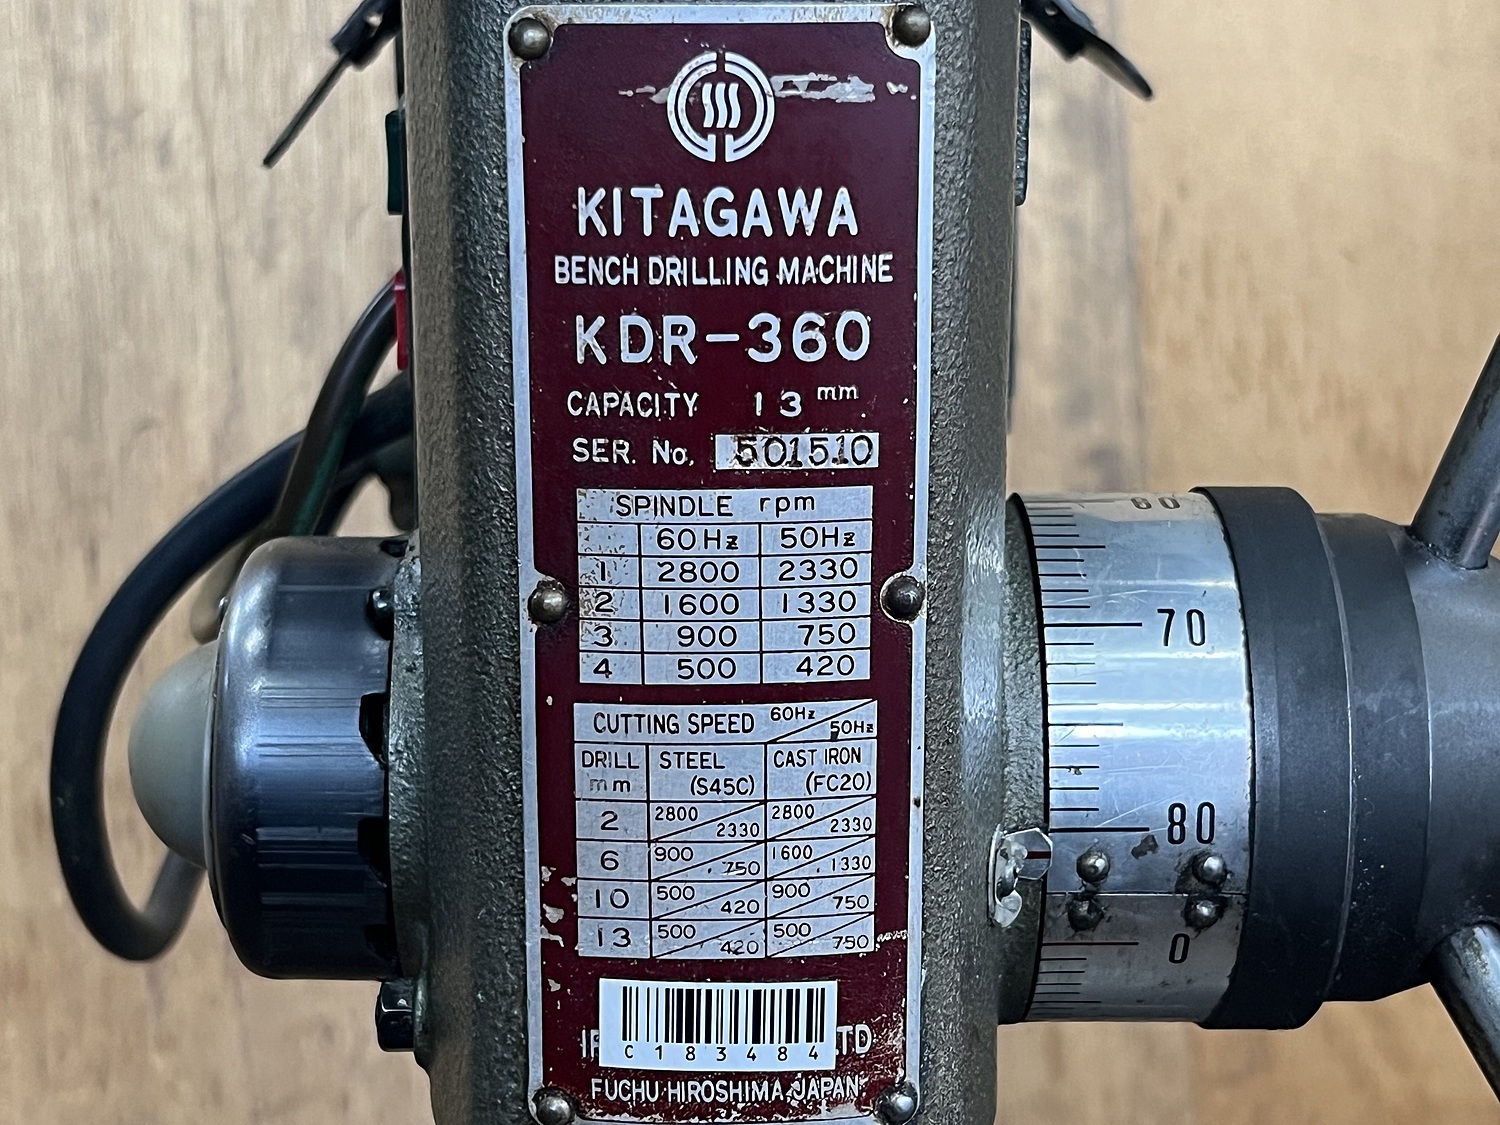 KITAGAWA
BENCH DRILLING MACHINE
KDR-360
CAPACITY 13 mm
SER. No. 501510
SPINDLE rpm
60Hz 50Hz
1 2800 2330
2 1600 1330
3 900 750
4 500 420
CUTTING SPEED 60Hz 50Hz
DRILL mm STEEL (S45C) CAST IRON (FC20)
2 2800 2330 2800 2330
6 900 750 1600 1330
10 500 420 900 750
13 500 420 500 750
C183484
LTD
FUCHU HIROSHIMA, JAPAN
60
70
80
0